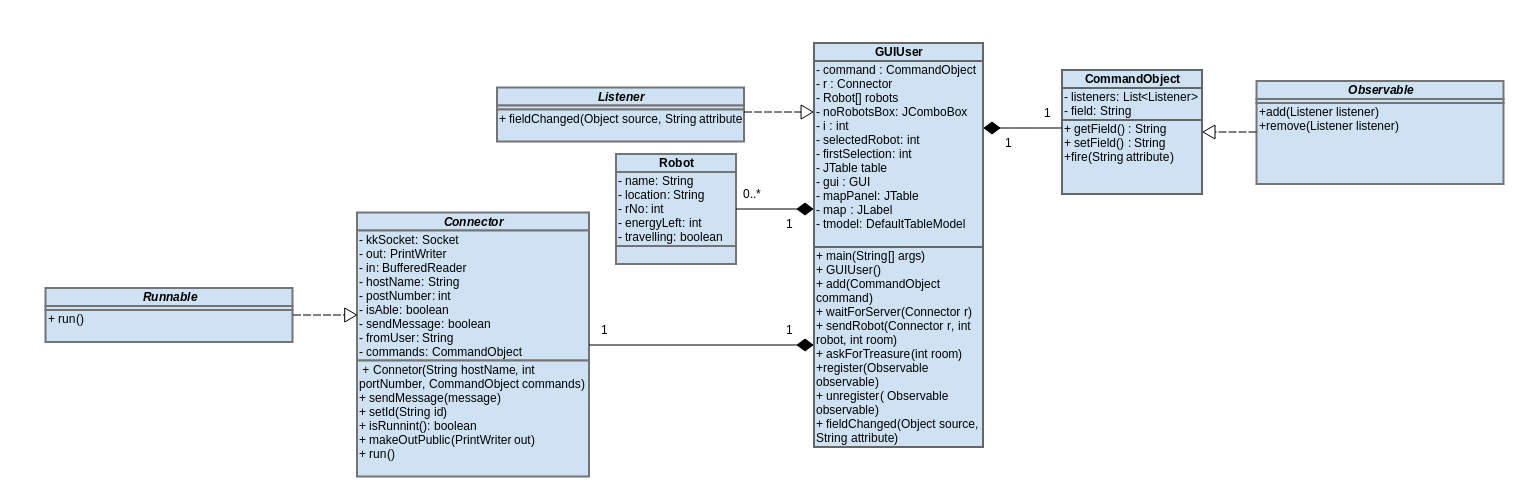 GUIUser
- command : CommandObject
- r : Connector
- Robot[] robots
- noRobotsBox: JComboBox
- i : int
- selectedRobot: int
- firstSelection: int
- JTable table
- gui : GUI
- mapPanel: JTable
- map : JLabel
- tmodel: DefaultTableModel
+ main(String[] args)
+ GUIUser()
+ add(CommandObject
command)
+ waitForServer(Connector r)
+ sendRobot(Connector r, int
robot, int room)
+ askForTreasure(int room)
+register(Observable
observable)
+ unregister( Observable
observable)
+ fieldChanged(Object source,
String attribute)
CommandObject
- listeners: List<Listener>
- field: String
+ getField() : String
+ setField() : String
+fire(String attribute)
1
1
Observable
+add(Listener listener)
+remove(Listener listener)
Listener
+ fieldChanged(Object source, String attribute
Robot
- name: String
- location: String
- rNo: int
- energyLeft: int
- travelling: boolean
0..*
1
Connector
- kkSocket: Socket
- out: PrintWriter
- in: BufferedReader
- hostName: String
- postNumber: int
- isAble: boolean
- sendMessage: boolean
- fromUser: String
- commands: CommandObject
+ Connetor(String hostName, int
portNumber, CommandObject commands)
+ sendMessage(message)
+ setId(String id)
+ isRunnint(): boolean
+ makeOutPublic(PrintWriter out)
+ run()
1
1
Runnable
+ run()